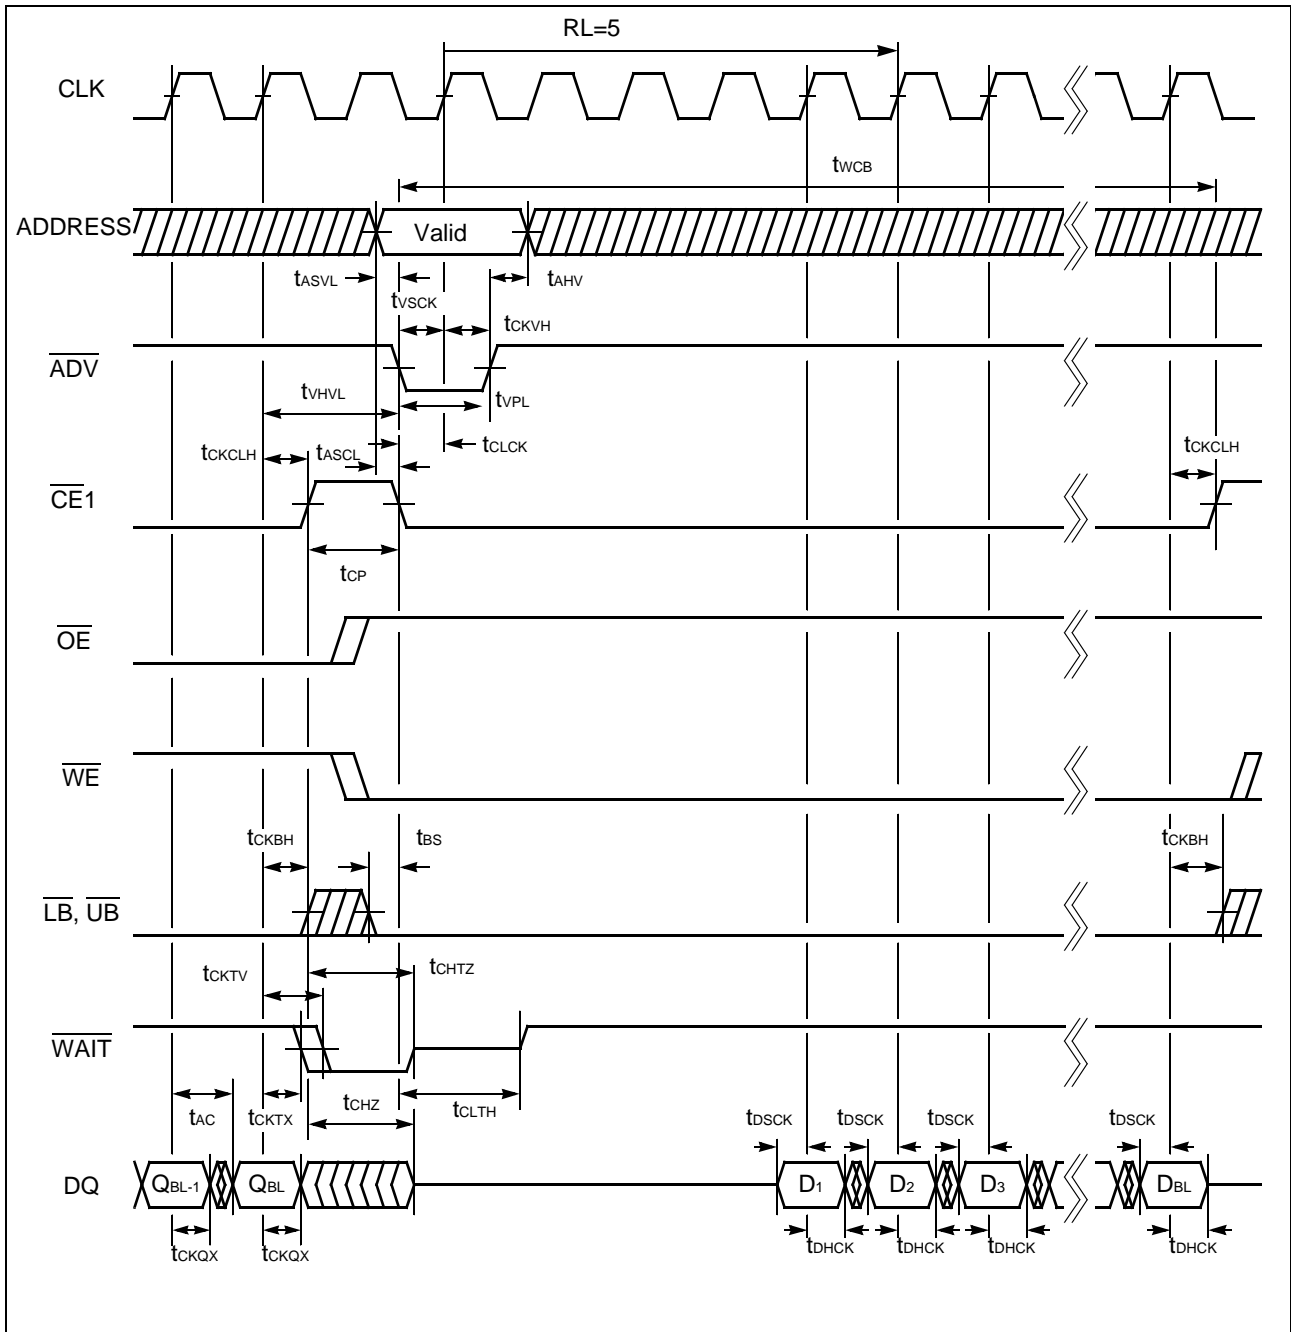 RL=5
CLK
tWCB
ADDRESS
Valid
tASVL
tAHV
tVSCK
tCKVH
ADV
tVHVL
tVPL
tCKCLH
tASCL
tCLCK
tCKCLH
CE1
tCP
OE
WE
tCKBH
tBS
tCKBH
LB, UB
tCKTV
tCHTZ
WAIT
tAC
tCKTX
tCHZ
tCLTH
tDSCK
tDSCK
tDSCK
tDSCK
DQ
QBL-1
QBL
D1
D2
D3
DBL
tCKQX
tCKQX
tDHCK
tDHCK
tDHCK
tDHCK